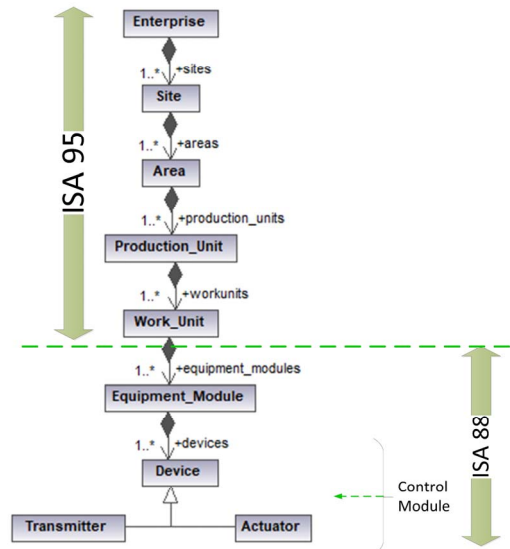 Enterprise
1..* +sites
Site
1..* +areas
Area
1..* +production_units
Production_Unit
1..* +workunits
Work_Unit
1..* +equipment_modules
Equipment_Module
1..* +devices
Device
Transmitter
Actuator
ISA 95
ISA 88
Control
Module